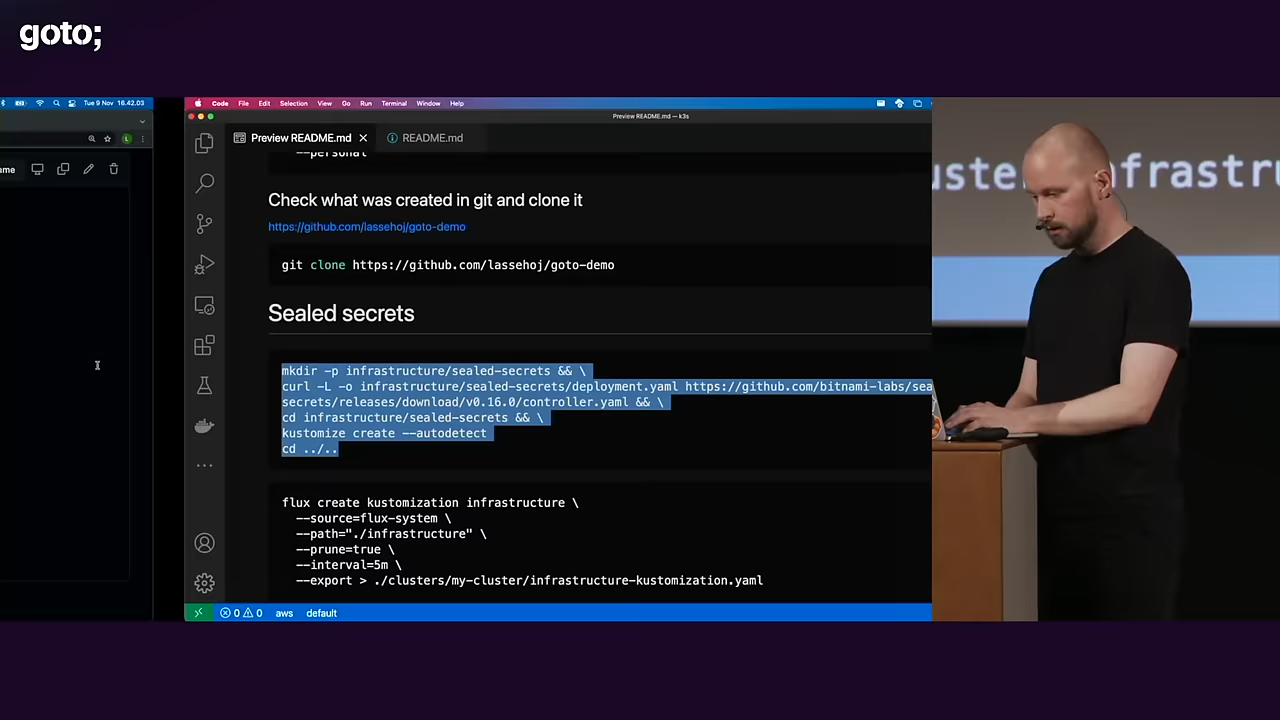 goto;
Tue 9 Nov 16.42.03
Code File Edit Selection View Go Run Terminal Window Help
Preview README.md — k3s
Preview README.md
README.md
--personal
Check what was created in git and clone it
https://github.com/lassehoj/goto-demo
git clone https://github.com/lassehoj/goto-demo
Sealed secrets
mkdir -p infrastructure/sealed-secrets && \
curl -L -o infrastructure/sealed-secrets/deployment.yaml https://github.com/bitnami-labs/sea
secrets/releases/download/v0.16.0/controller.yaml && \
cd infrastructure/sealed-secrets && \
kustomize create --autodetect
cd ../..
flux create kustomization infrastructure \
--source=flux-system \
--path="./infrastructure" \
--prune=true \
--interval=5m \
--export > ./clusters/my-cluster/infrastructure-kustomization.yaml
0 0 aws default